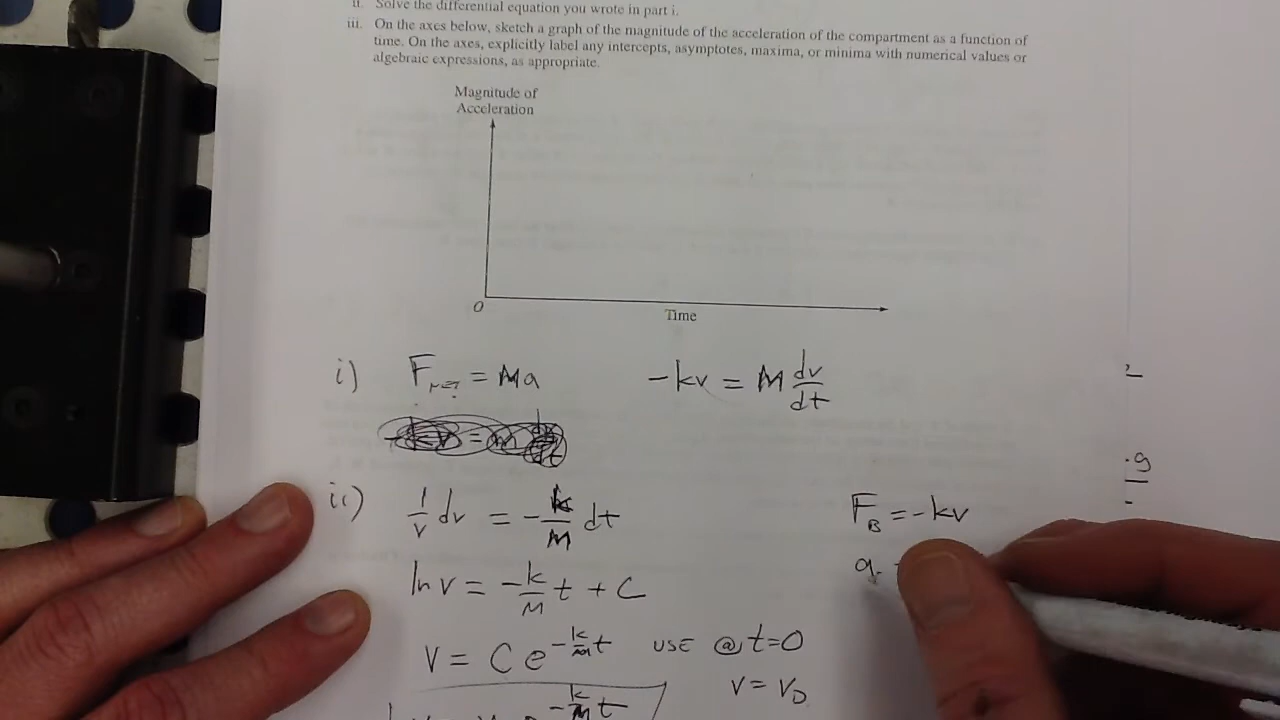 ii. Solve the differential equation you wrote in part i.
iii. On the axes below, sketch a graph of the magnitude of the acceleration of the compartment as a function of
time. On the axes, explicitly label any intercepts, asymptotes, maxima, or minima with numerical values or
algebraic expressions, as appropriate.
Magnitude of
Acceleration
O
Time
i) F_NET = Ma
-kv = M dv/dt
ii) 1/v dv = -k/M dt
F_B = -kv
ln v = -k/M t + C
v = C e^(-k/M t) USE @ t=0
v = v_D